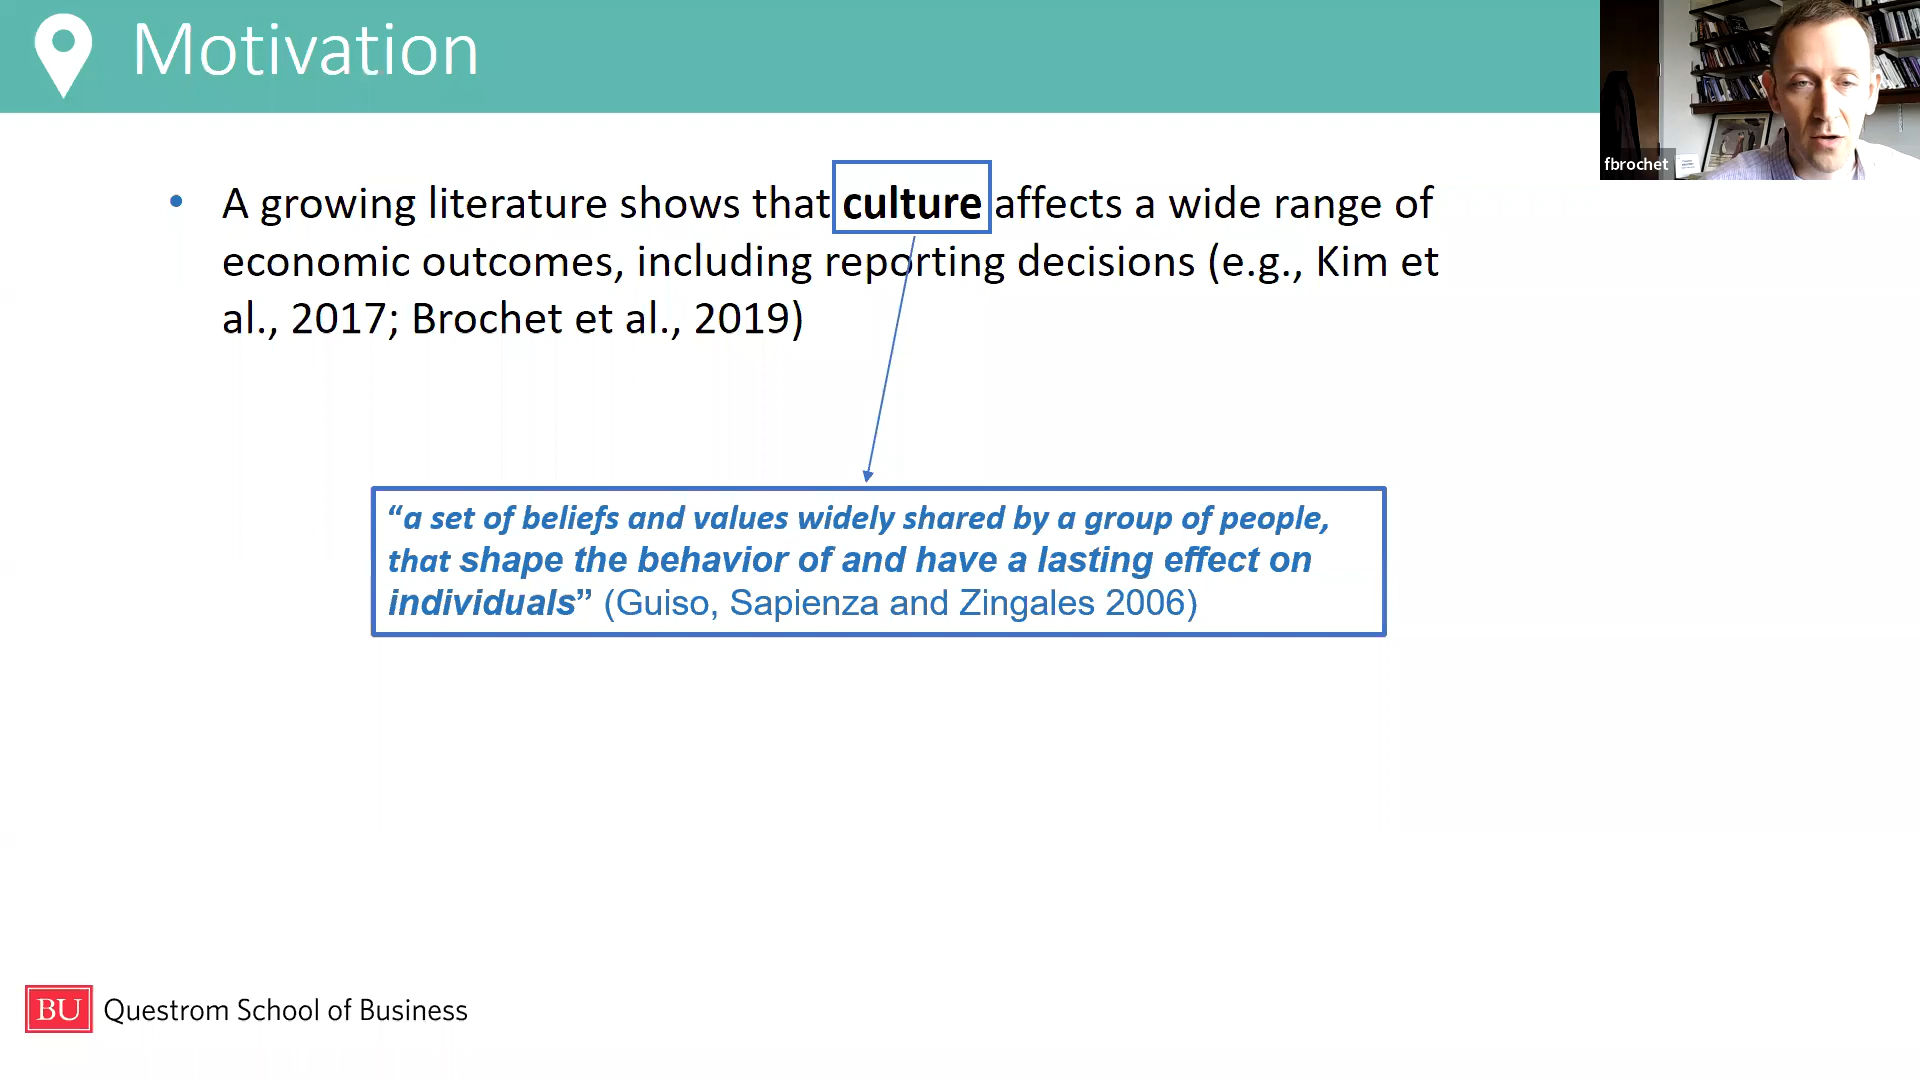 Motivation
fbrochet
• A growing literature shows that culture affects a wide range of
economic outcomes, including reporting decisions (e.g., Kim et
al., 2017; Brochet et al., 2019)
“a set of beliefs and values widely shared by a group of people,
that shape the behavior of and have a lasting effect on
individuals” (Guiso, Sapienza and Zingales 2006)
BU Questrom School of Business